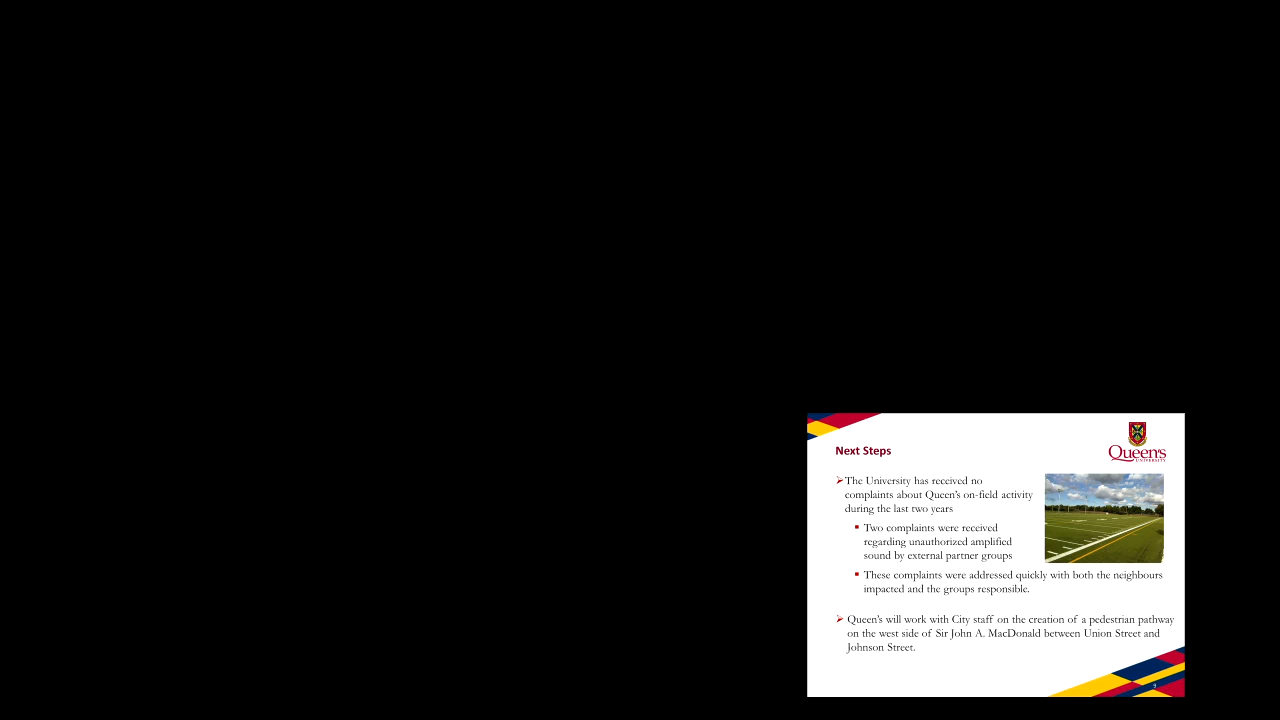 Queen's
UNIVERSITY
Next Steps
➢The University has received no
complaints about Queen's on-field activity
during the last two years
▪ Two complaints were received
regarding unauthorized amplified
sound by external partner groups
▪ These complaints were addressed quickly with both the neighbours
impacted and the groups responsible.
➢ Queen's will work with City staff on the creation of a pedestrian pathway
on the west side of Sir John A. MacDonald between Union Street and
Johnson Street.
9